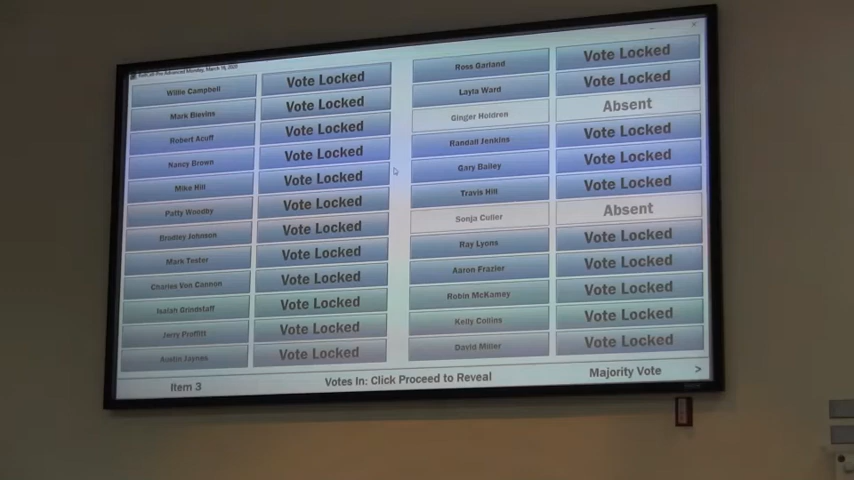 Willie Campbell Vote Locked
Mark Blevins Vote Locked
Robert Acuff Vote Locked
Nancy Brown Vote Locked
Mike Hill Vote Locked
Patty Woodby Vote Locked
Bradley Johnson Vote Locked
Mark Tester Vote Locked
Charles Von Cannon Vote Locked
Isaiah Grindstaff Vote Locked
Jerry Proffitt Vote Locked
Austin Jaynes Vote Locked
Ross Garland Vote Locked
Layla Ward Vote Locked
Ginger Holdren Absent
Randall Jenkins Vote Locked
Gary Bailey Vote Locked
Travis Hill Vote Locked
Sonja Culler Absent
Ray Lyons Vote Locked
Aaron Frazier Vote Locked
Robin McKamey Vote Locked
Kelly Collins Vote Locked
David Miller Vote Locked
Item 3 Votes In: Click Proceed to Reveal Majority Vote >